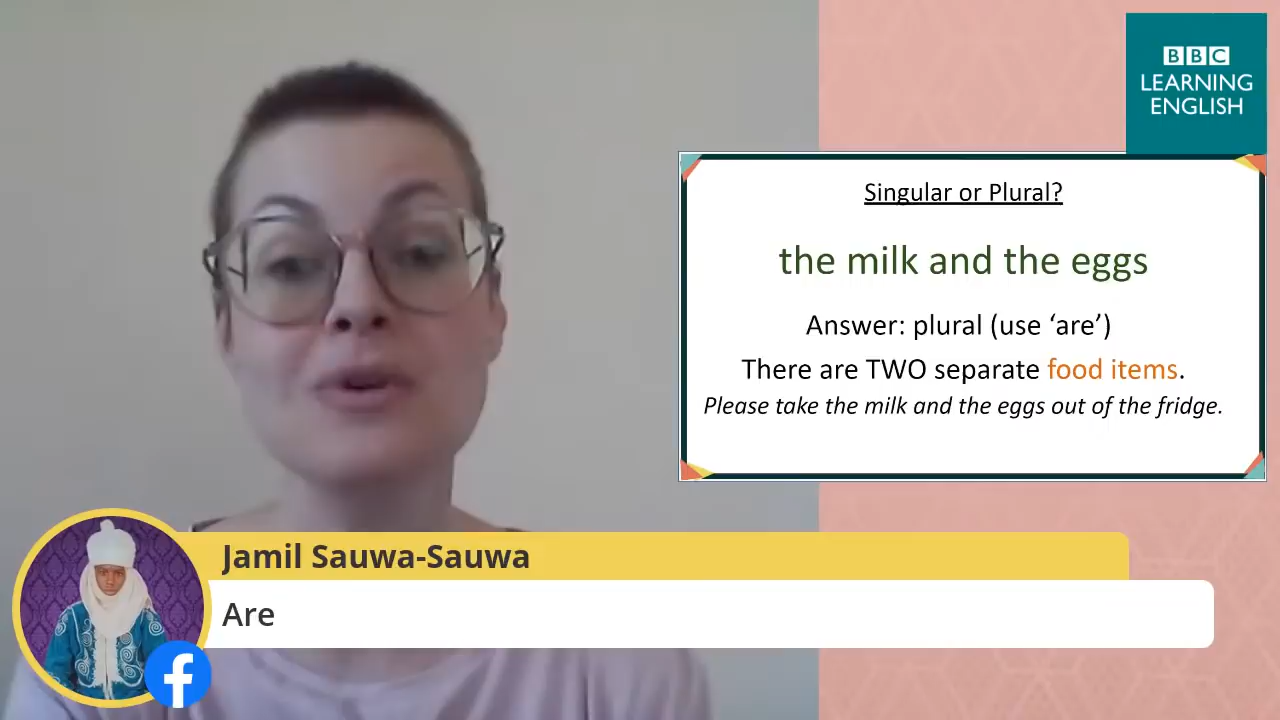 BBC
LEARNING
ENGLISH
Singular or Plural?
the milk and the eggs
Answer: plural (use ‘are’)
There are TWO separate food items.
Please take the milk and the eggs out of the fridge.
Jamil Sauwa-Sauwa
Are